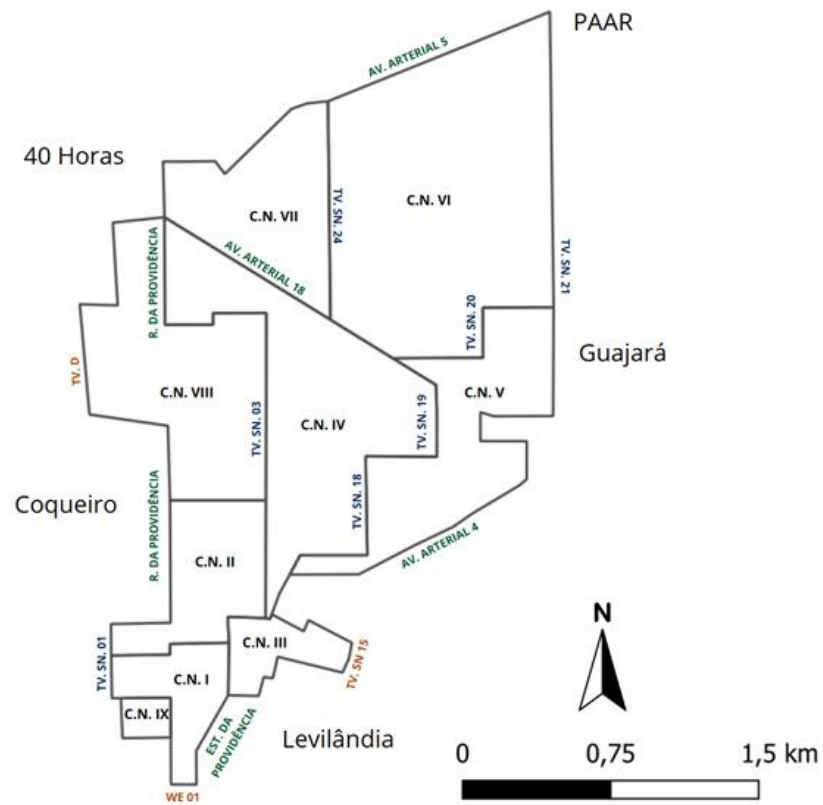 PAAR
AV. ARTERIAL 5
40 Horas
C.N. VI
C.N. VII
TV. SN. 24
TV. SN. 21
R. DA PROVIDÊNCIA
AV. ARTERIAL 18
TV. SN. 20
Guajará
TV. D
C.N. VIII
C.N. V
TV. SN. 03
C.N. IV
TV. SN. 19
Coqueiro
R. DA PROVIDÊNCIA
TV. SN. 18
AV. ARTERIAL 4
C.N. II
N
TV. SN. 01
C.N. III
TV. SN 15
C.N. I
C.N. IX
EST. DA
PROVIDÊNCIA
Levilândia
WE 01
0 0,75 1,5 km